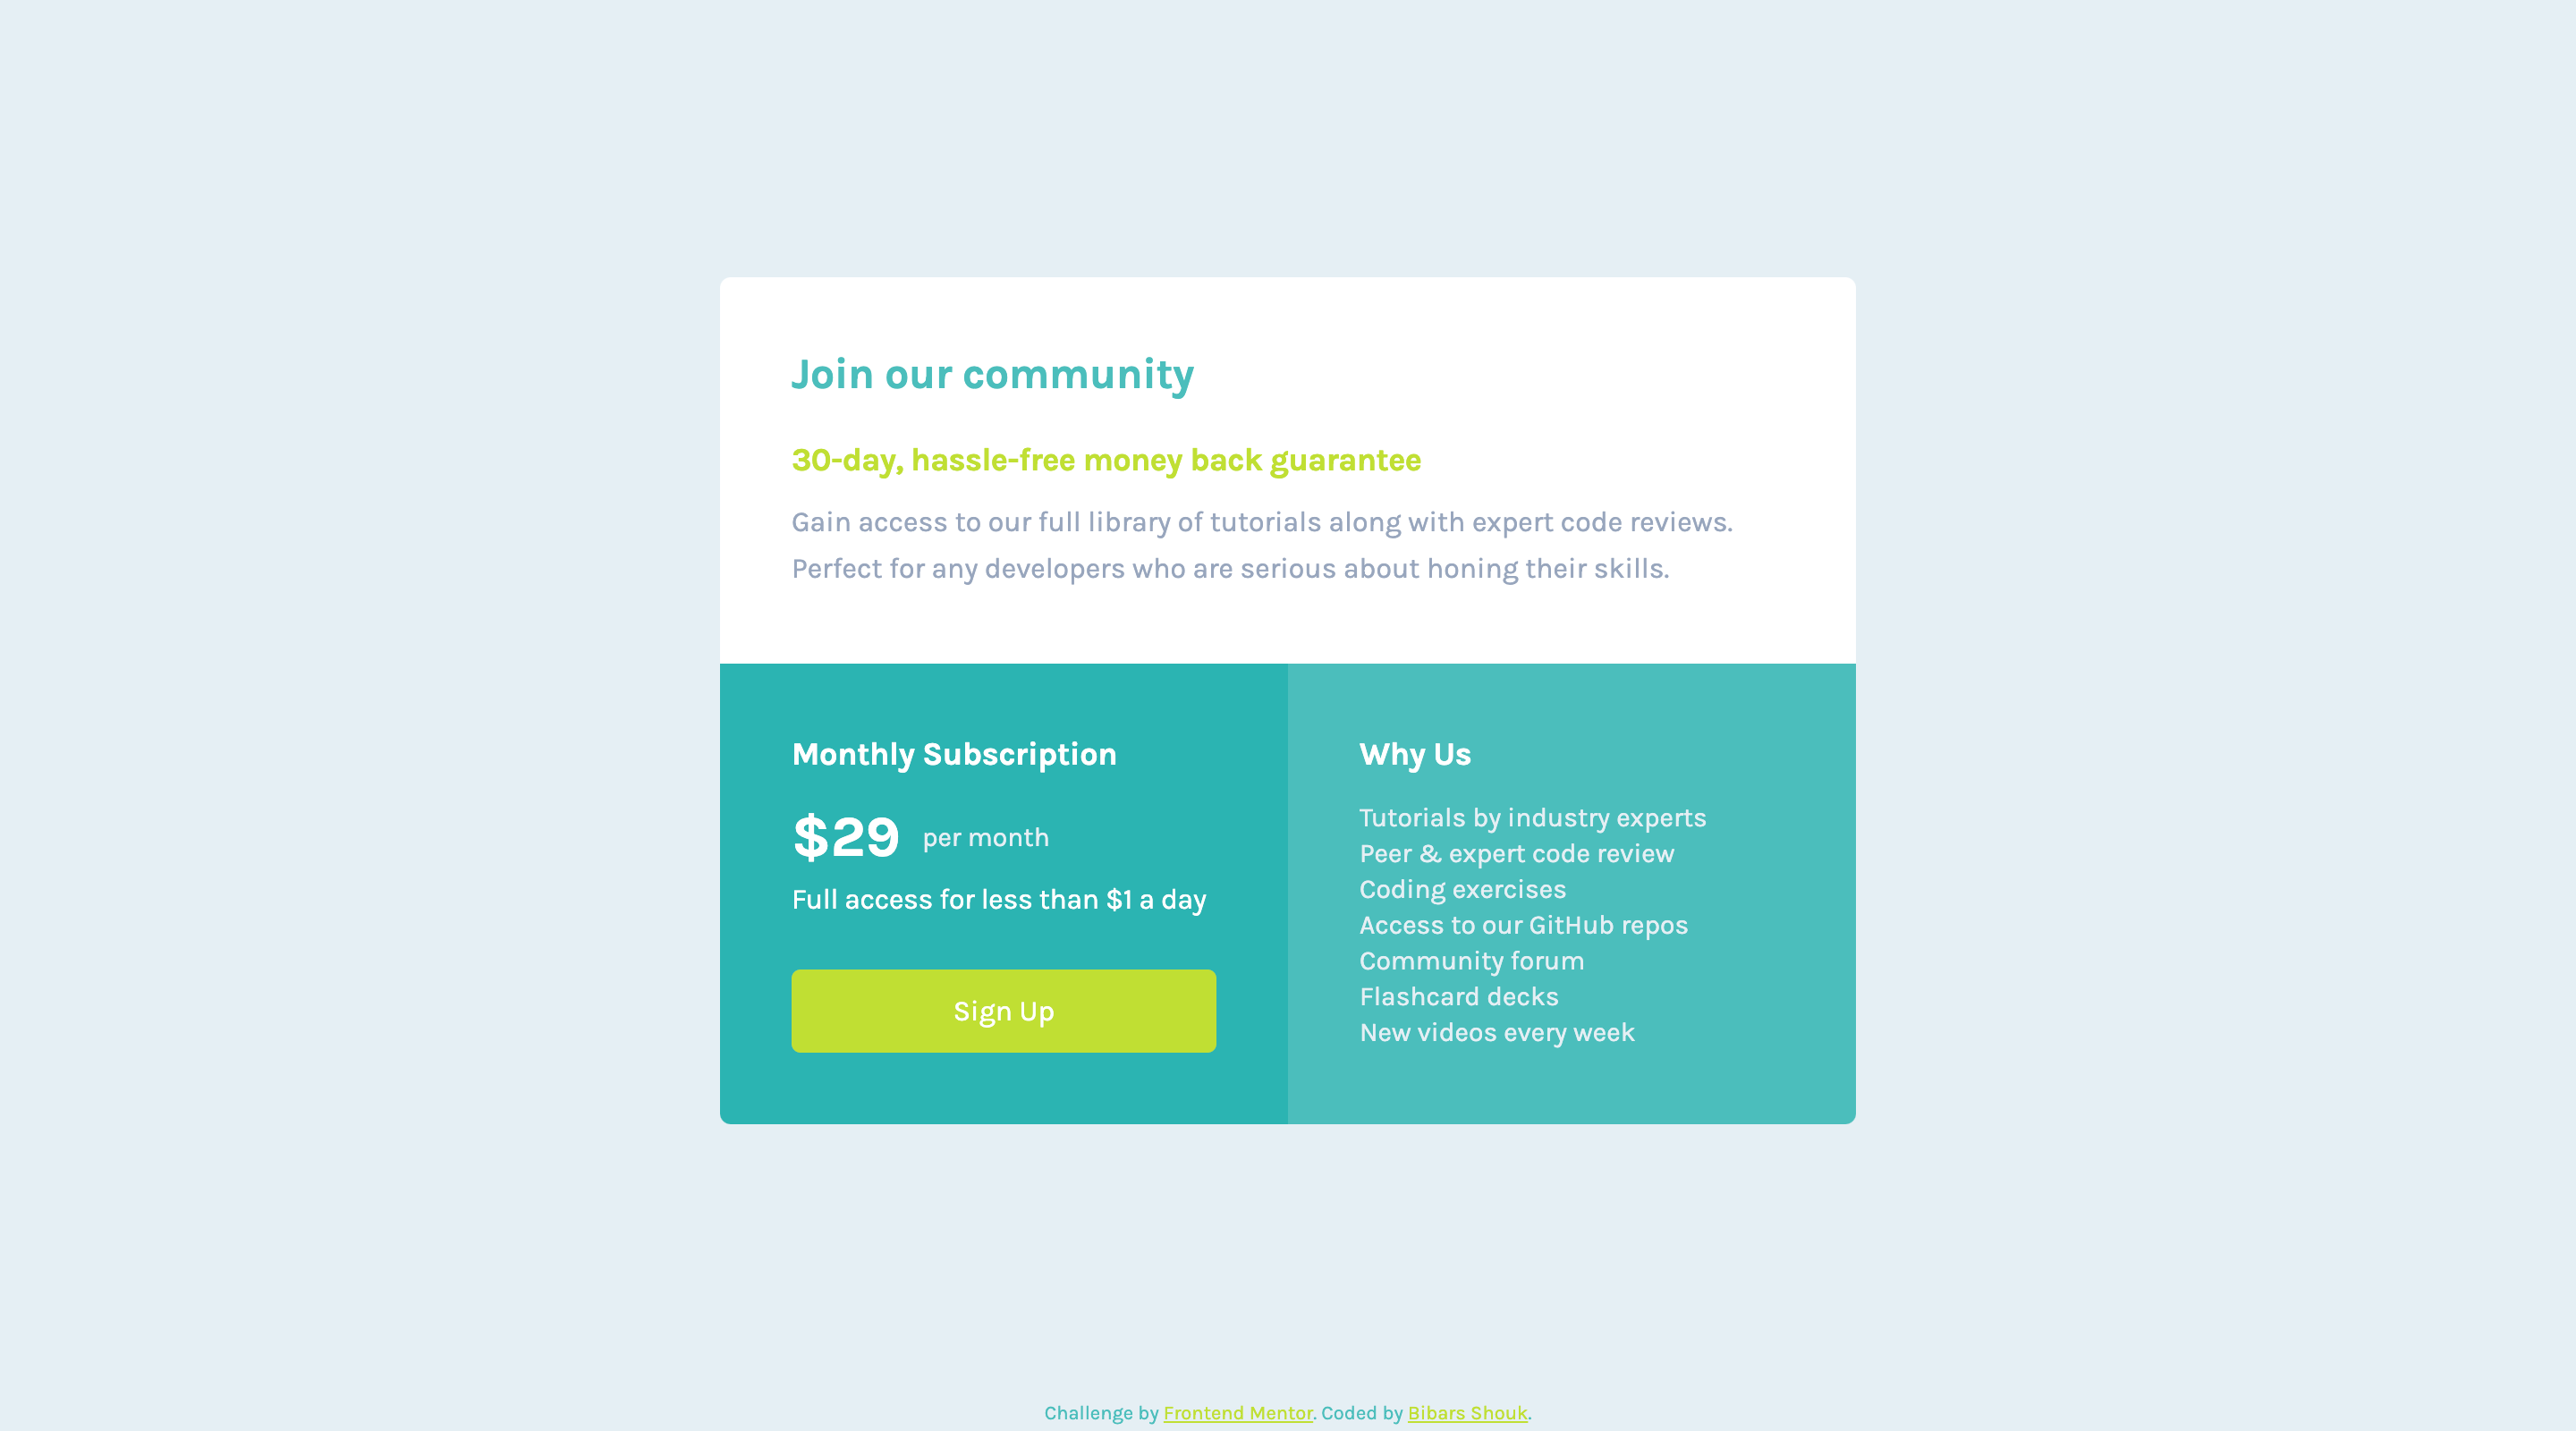 Join our community
30-day, hassle-free money back guarantee
Gain access to our full library of tutorials along with expert code reviews.
Perfect for any developers who are serious about honing their skills.
Monthly Subscription
$29 per month
Full access for less than $1 a day
Sign Up
Why Us
Tutorials by industry experts
Peer & expert code review
Coding exercises
Access to our GitHub repos
Community forum
Flashcard decks
New videos every week
Challenge by Frontend Mentor. Coded by Bibars Shouk.